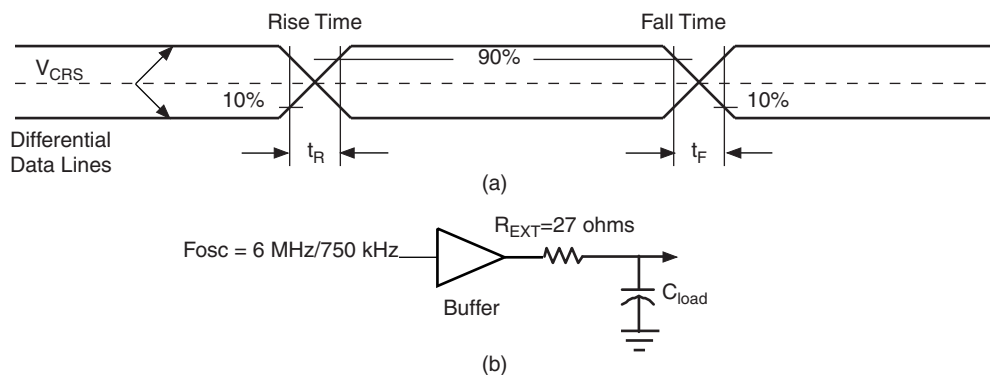 Rise Time
Fall Time
V_CRS
90%
10%
10%
Differential
Data Lines
t_R
t_F
(a)
R_EXT=27 ohms
Fosc = 6 MHz/750 kHz
Buffer
C_load
(b)